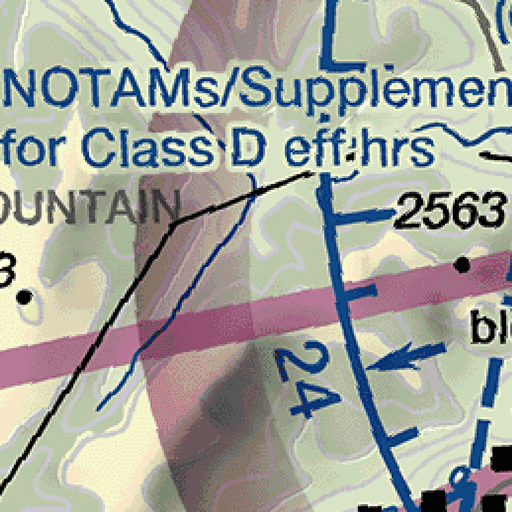 NOTAMs/Supplemen
for Class D eff hrs
OUNTAIN
2563
3
bl
24